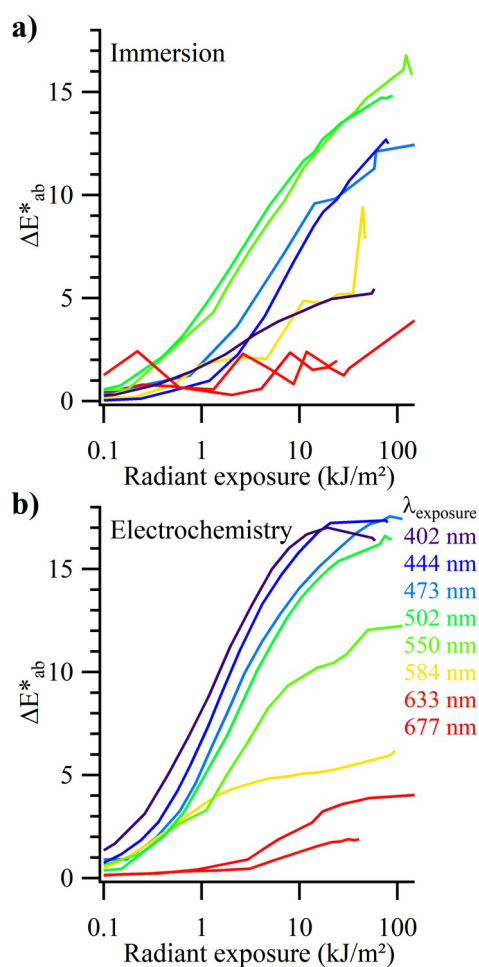 a)
Immersion
15
10
5
0
ΔE*ab
0.1 1 10 100
Radiant exposure (kJ/m²)
b)
Electrochemistry
λexposure
402 nm
444 nm
473 nm
502 nm
550 nm
584 nm
633 nm
677 nm
15
10
5
0
ΔE*ab
0.1 1 10 100
Radiant exposure (kJ/m²)